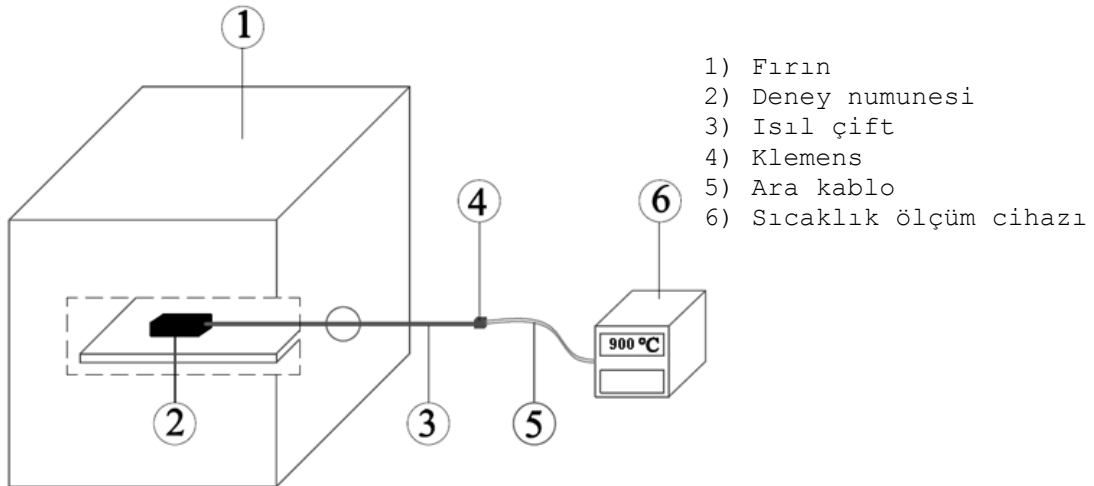 1
1) Fırın
2) Deney numunesi
3) Isıl çift
4) Klemens
5) Ara kablo
6) Sıcaklık ölçüm cihazı
4
6
900 °C
2
3
5